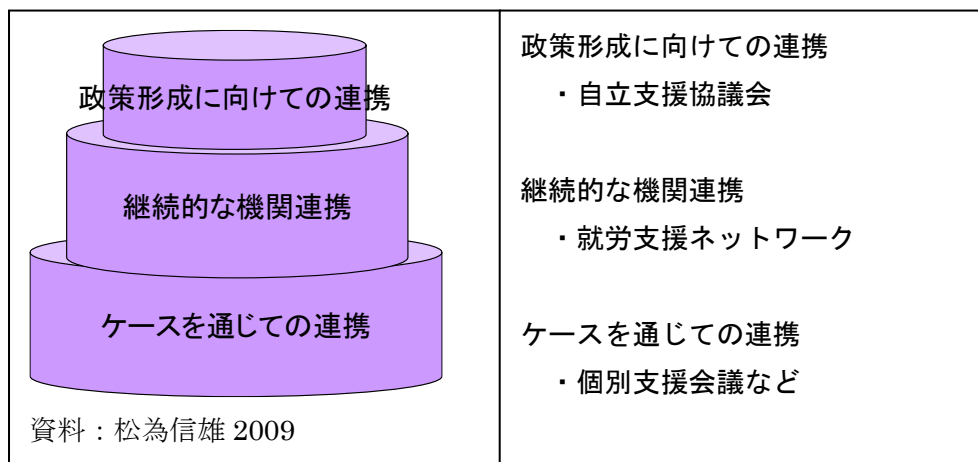 政策形成に向けての連携
継続的な機関連携
ケースを通じての連携
資料：松為信雄 2009
政策形成に向けての連携
・自立支援協議会
継続的な機関連携
・就労支援ネットワーク
ケースを通じての連携
・個別支援会議など